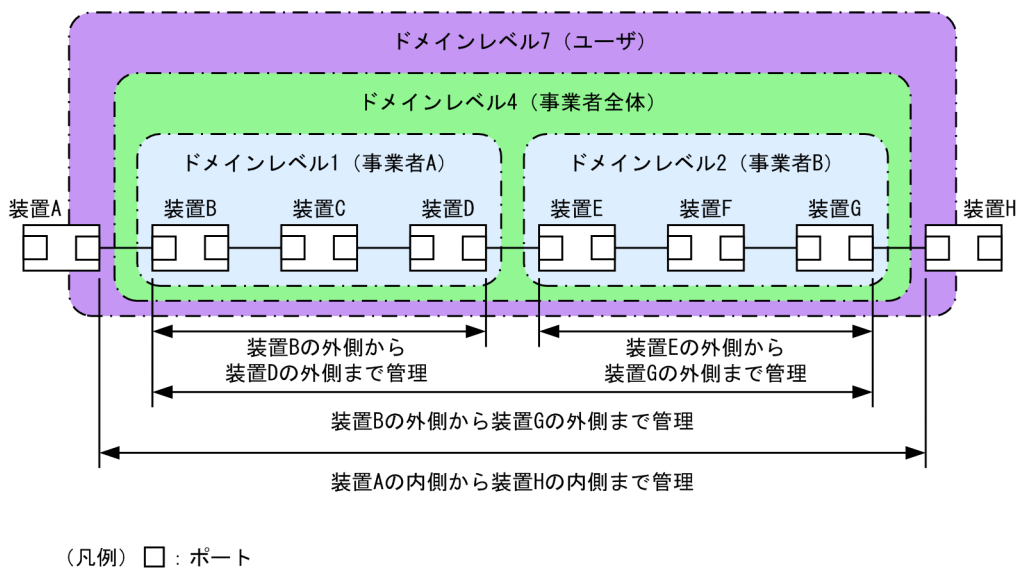 ドメインレベル7（ユーザ）
ドメインレベル4（事業者全体）
ドメインレベル1（事業者A）
ドメインレベル2（事業者B）
装置A
装置B
装置C
装置D
装置E
装置F
装置G
装置H
装置Bの外側から
装置Dの外側まで管理
装置Eの外側から
装置Gの外側まで管理
装置Bの外側から装置Gの外側まで管理
装置Aの内側から装置Hの内側まで管理
（凡例）□：ポート